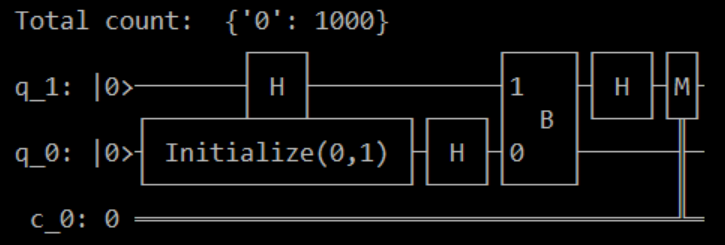 Total count: {'0': 1000}
H 1 H M
q_1: |0>
B
q_0: |0> Initialize(0,1) H 0
c_0: 0